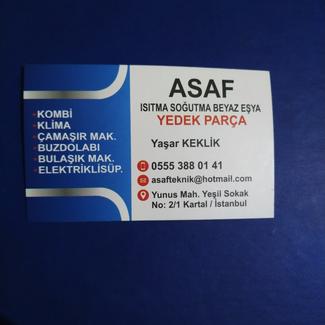 ASAF
ISITMA SOĞUTMA BEYAZ EŞYA
YEDEK PARÇA
Yaşar KEKLİK
0555 388 01 41
asafteknik@hotmail.com
Yunus Mah. Yeşil Sokak
No: 2/1 Kartal / İstanbul
-KOMBİ
-KLİMA
-ÇAMAŞIR MAK.
-BUZDOLABI
-BULAŞIK MAK.
-ELEKTRİKLİSÜP.